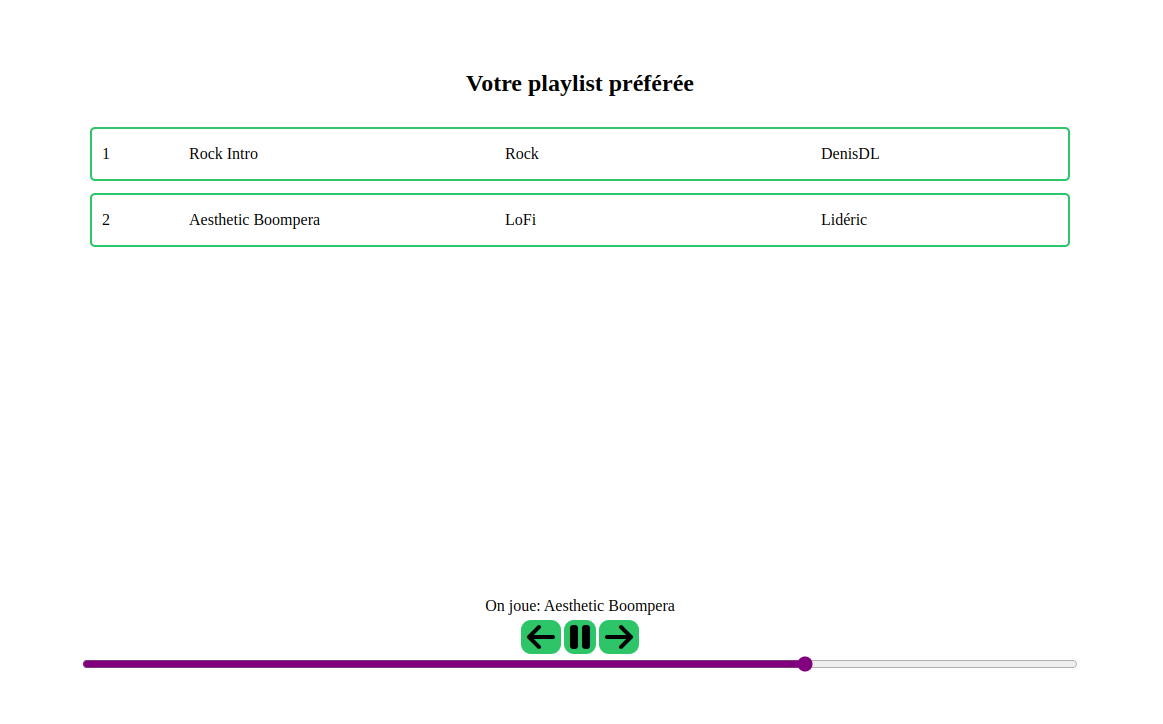 Votre playlist préférée
1 Rock Intro Rock DenisDL
2 Aesthetic Boompera LoFi Lidéric
On joue: Aesthetic Boompera